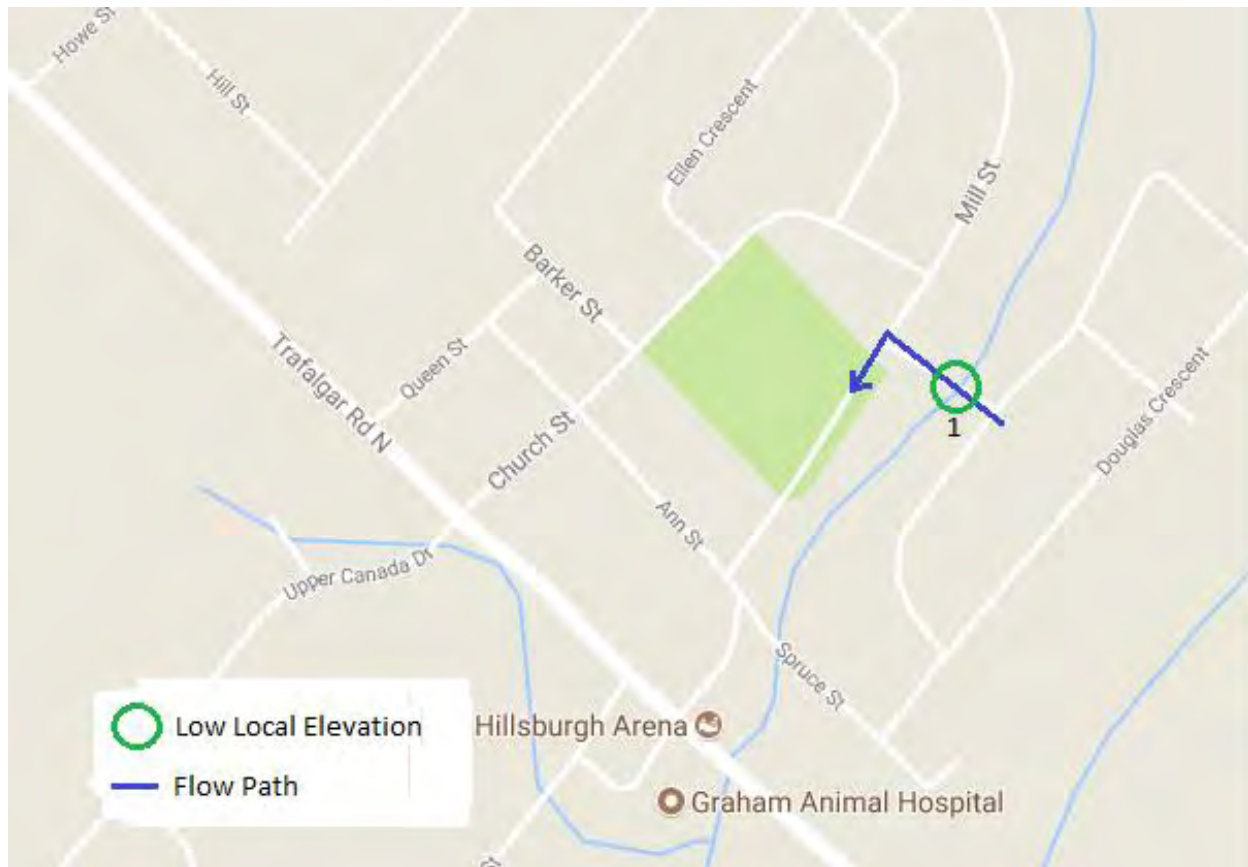 Howe St
Hill St
Ellen Crescent
Mill St
Barker St
Trafalgar Rd N
Queen St
Church St
1
Douglas Crescent
Ann St
Upper Canada Dr
Spruce St
Low Local Elevation
Flow Path
Hillsburgh Arena
Graham Animal Hospital